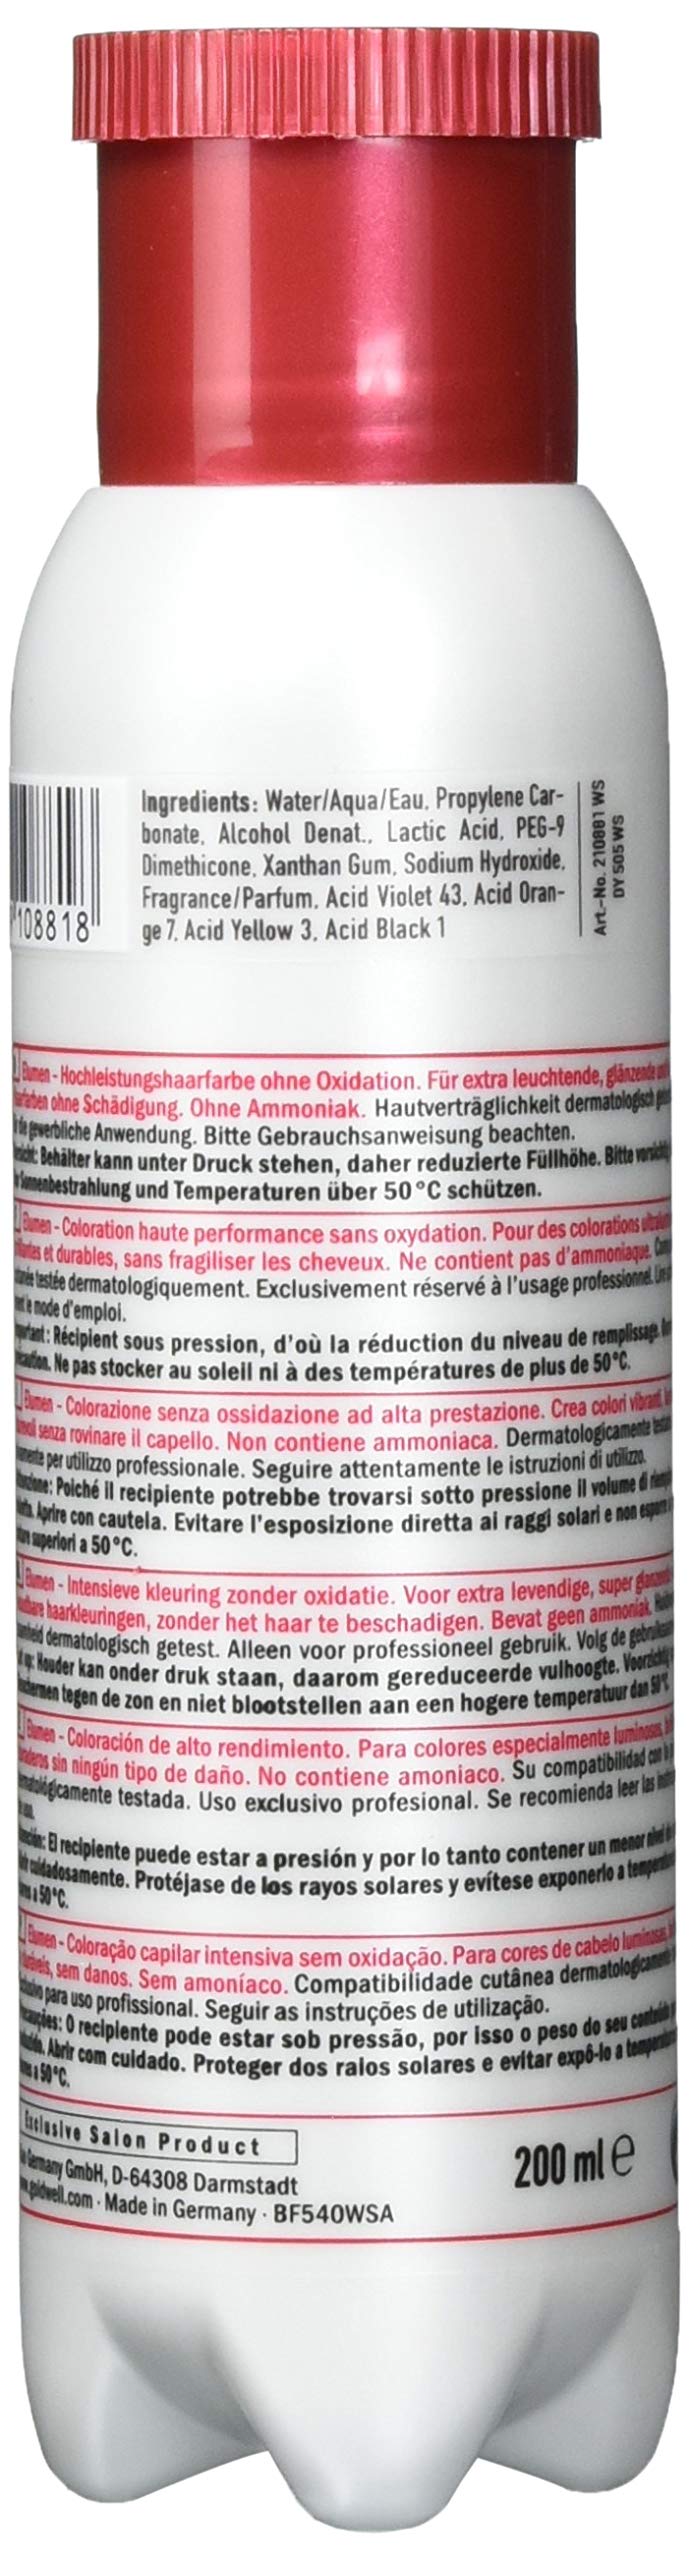 Ingredients: Water/Aqua/Eau, Propylene Car-
bonate, Alcohol Denat., Lactic Acid, PEG-9
Dimethicone, Xanthan Gum, Sodium Hydroxide,
Fragrance/Parfum, Acid Violet 43, Acid Oran-
ge 7, Acid Yellow 3, Acid Black 1
Art.-No. 210881 WS
DY 505 WS
108818
Elumen - Hochleistungshaarfarbe ohne Oxidation. Für extra leuchtende, glänzende
ohne Schädigung. Ohne Ammoniak. Hautverträglichkeit dermatologisch
gewerbliche Anwendung. Bitte Gebrauchsanweisung beachten.
Behälter kann unter Druck stehen, daher reduzierte Füllhöhe. Bitte
Sonnenbestrahlung und Temperaturen über 50°C schützen.
Elumen - Coloration haute performance sans oxydation. Pour des colorations
et durables, sans fragiliser les cheveux. Ne contient pas d'ammoniaque.
testée dermatologiquement. Exclusivement réservé à l'usage professionnel.
le mode d'emploi.
Récipient sous pression, d'où la réduction du niveau de remplissage.
Ne pas stocker au soleil ni à des températures de plus de 50°C.
Elumen - Colorazione senza ossidazione ad alta prestazione. Crea colori vibranti,
senza rovinare il capello. Non contiene ammoniaca. Dermatologicamente
per utilizzo professionale. Seguire attentamente le istruzioni di utilizzo.
Poiché il recipiente potrebbe trovarsi sotto pressione il volume di
Aprire con cautela. Evitare l'esposizione diretta ai raggi solari e non esporre
superiori a 50°C.
Elumen - Intensieve kleuring zonder oxidatie. Voor extra levendige, super glanzende
haarkleuringen, zonder het haar te beschadigen. Bevat geen ammoniak.
dermatologisch getest. Alleen voor professioneel gebruik. Volg de
op: Houder kan onder druk staan, daarom gereduceerde vulhoogte. Voorzichtig
tegen de zon en niet blootstellen aan een hogere temperatuur dan 50°C
Elumen - Coloración de alto rendimiento. Para colores especialmente luminosos,
sin ningún tipo de daño. No contiene amoniaco. Su compatibilidad con la
testada. Uso exclusivo profesional. Se recomienda leer las
uso.
El recipiente puede estar a presión y por lo tanto contener un menor nivel
cuidadosamente. Protéjase de los rayos solares y evítese exponerlo a
a 50°C.
Elumen - Coloração capilar intensiva sem oxidação. Para cores de cabelo luminosas,
sem danos. Sem amoníaco. Compatibilidade cutânea dermatologicamente
para uso profissional. Seguir as instruções de utilização.
O recipiente pode estar sob pressão, por isso o peso do seu conteúdo
Abrir com cuidado. Proteger dos raios solares e evitar expô-lo a
a 50°C.
Exclusive Salon Product
Germany GmbH, D-64308 Darmstadt
goldwell.com · Made in Germany · BF540WSA
200 ml e